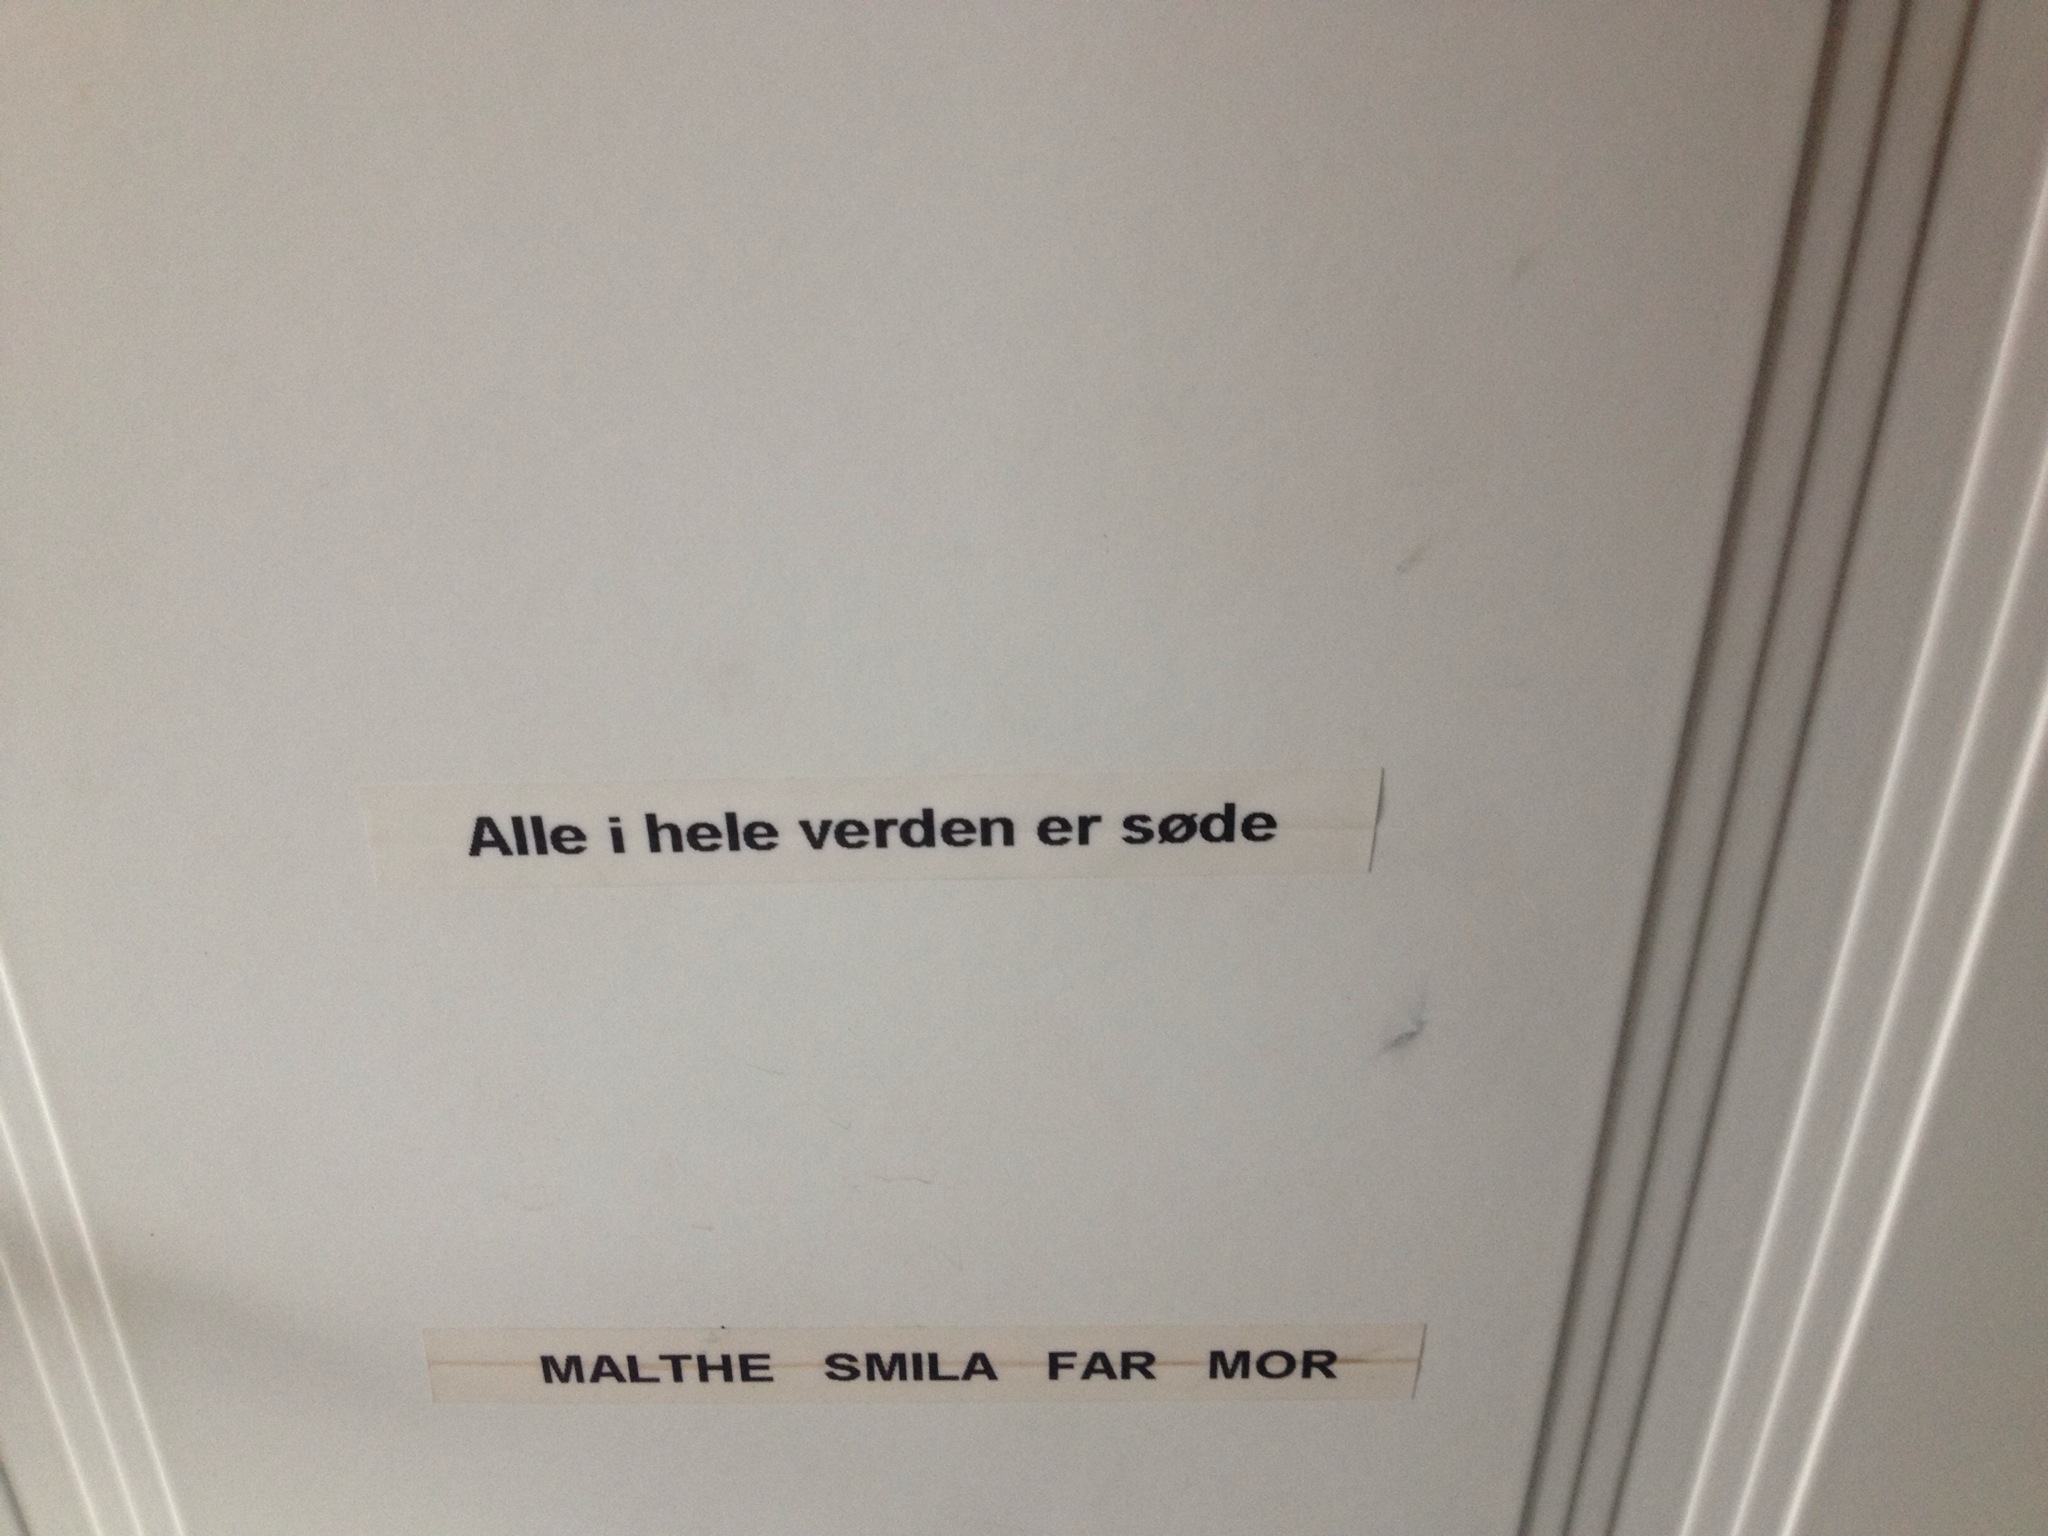 Alle i hele verden er søde
MALTHE SMILA FAR MOR